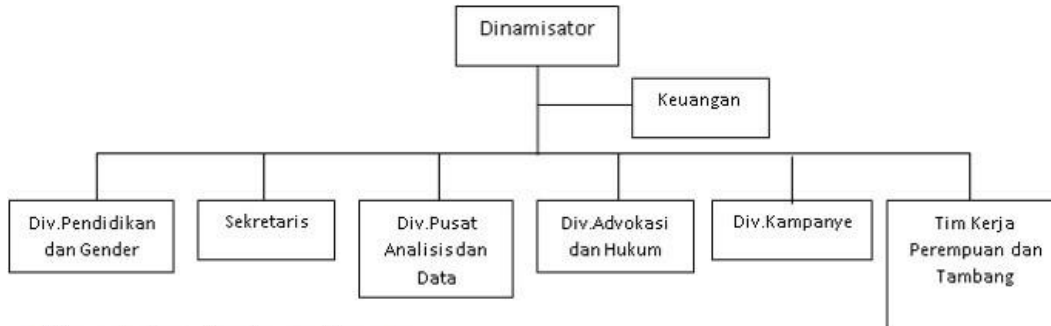 Dinamisator
Keuangan
Div.Pendidikan
dan Gender
Sekretaris
Div.Pusat
Analisis dan
Data
Div.Advokasi
dan Hukum
Div.Kampanye
Tim Kerja
Perempuan dan
Tambang